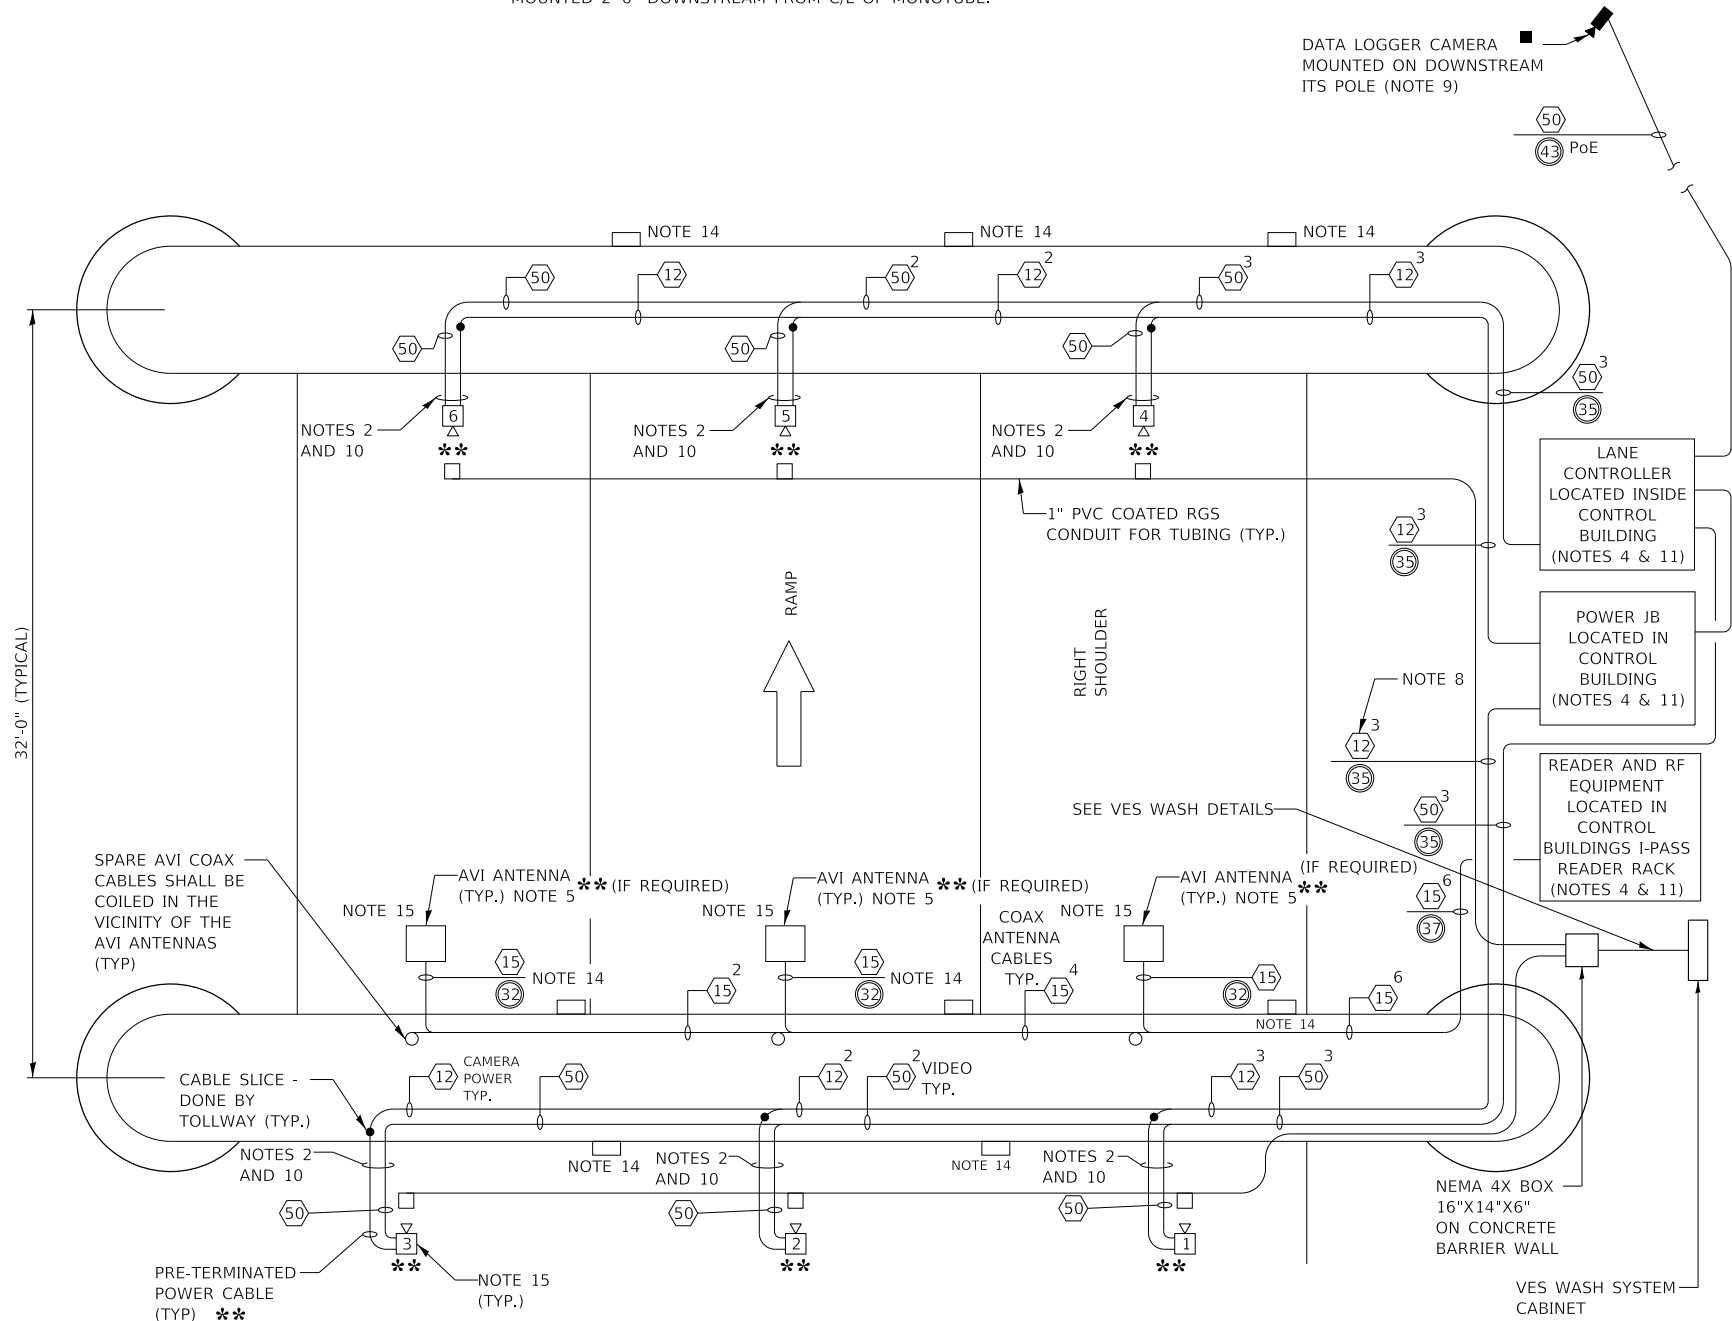 MOUNTED 2'-6" DOWNSTREAM FROM C/L OF MONOTUBE.
DATA LOGGER CAMERA
MOUNTED ON DOWNSTREAM
ITS POLE (NOTE 9)
50
43 PoE
NOTE 14
NOTE 14
NOTE 14
50
12
50 2
12 2
50 3
12 3
50
50
50
50 3
35
6
5
4
NOTES 2
AND 10
NOTES 2
AND 10
NOTES 2
AND 10
**
**
**
1" PVC COATED RGS
CONDUIT FOR TUBING (TYP.)
LANE
CONTROLLER
LOCATED INSIDE
CONTROL
BUILDING
(NOTES 4 & 11)
12 3
35
RAMP
RIGHT
SHOULDER
32'-0" (TYPICAL)
POWER JB
LOCATED IN
CONTROL
BUILDING
(NOTES 4 & 11)
NOTE 8
12 3
35
READER AND RF
EQUIPMENT
LOCATED IN
CONTROL
BUILDINGS I-PASS
READER RACK
(NOTES 4 & 11)
SEE VES WASH DETAILS
50 3
35
15 6
37
SPARE AVI COAX
CABLES SHALL BE
COILED IN THE
VICINITY OF THE
AVI ANTENNAS
(TYP)
AVI ANTENNA ** (IF REQUIRED)
(TYP.) NOTE 5
AVI ANTENNA ** (IF REQUIRED)
(TYP.) NOTE 5
(IF REQUIRED)
AVI ANTENNA **
(TYP.) NOTE 5
NOTE 15
NOTE 15
NOTE 15
COAX
ANTENNA
CABLES
TYP.
15
32
NOTE 14
15 2
15
32
NOTE 14
15 4
15
32
15 6
NOTE 14
CABLE SLICE -
DONE BY
TOLLWAY (TYP.)
12
CAMERA
POWER
TYP.
50
12 2
50 2
VIDEO
TYP.
12 3
50 3
NOTES 2
AND 10
NOTE 14
NOTES 2
AND 10
NOTE 14
NOTES 2
AND 10
50
50
50
3
2
1
**
**
**
PRE-TERMINATED
POWER CABLE
(TYP) **
NOTE 15
(TYP.)
NEMA 4X BOX
16"X14"X6"
ON CONCRETE
BARRIER WALL
VES WASH SYSTEM
CABINET